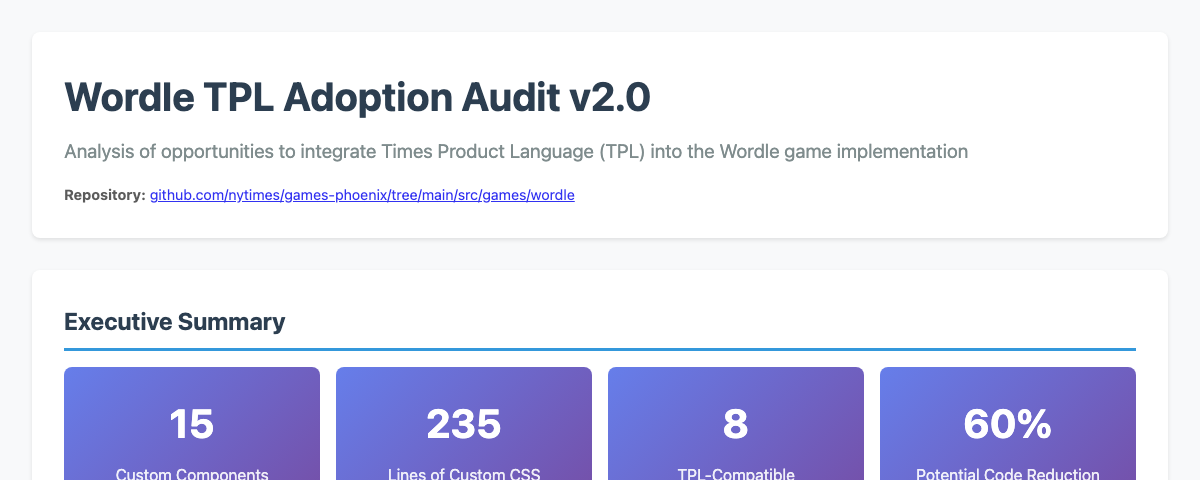 Wordle TPL Adoption Audit v2.0
Analysis of opportunities to integrate Times Product Language (TPL) into the Wordle game implementation
Repository: github.com/nytimes/games-phoenix/tree/main/src/games/wordle
Executive Summary
15
Custom Components
235
Lines of Custom CSS
8
TPL-Compatible
60%
Potential Code Reduction